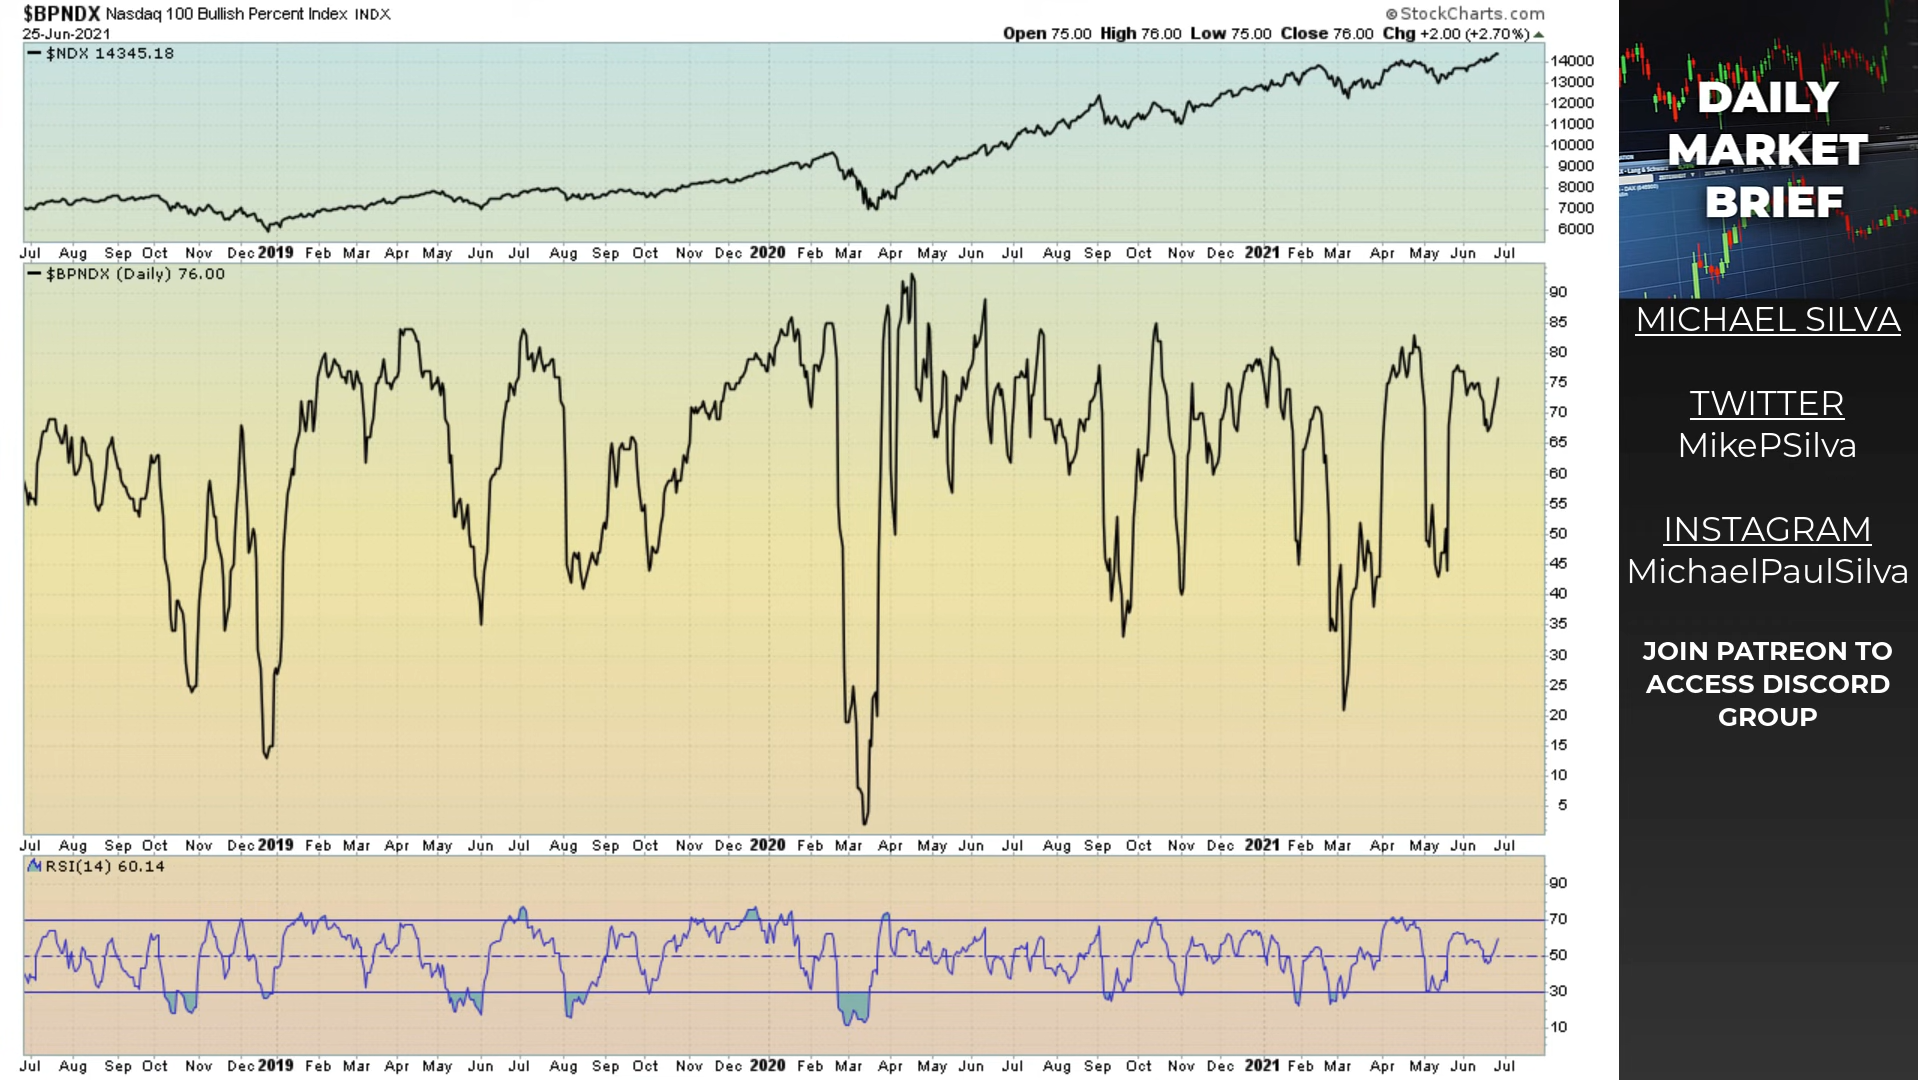 $BPNDX Nasdaq 100 Bullish Percent Index INDX
© StockCharts.com
25-Jun-2021
Open 75.00 High 76.00 Low 75.00 Close 76.00 Chg +2.00 (+2.70%)
$NDX 14345.18
14000
13000
12000
11000
10000
9000
8000
7000
6000
Jul Aug Sep Oct Nov Dec 2019 Feb Mar Apr May Jun Jul Aug Sep Oct Nov Dec 2020 Feb Mar Apr May Jun Jul Aug Sep Oct Nov Dec 2021 Feb Mar Apr May Jun Jul
$BPNDX (Daily) 76.00
90
85
80
75
70
65
60
55
50
45
40
35
30
25
20
15
10
5
Jul Aug Sep Oct Nov Dec 2019 Feb Mar Apr May Jun Jul Aug Sep Oct Nov Dec 2020 Feb Mar Apr May Jun Jul Aug Sep Oct Nov Dec 2021 Feb Mar Apr May Jun Jul
RSI(14) 60.14
90
70
50
30
10
Jul Aug Sep Oct Nov Dec 2019 Feb Mar Apr May Jun Jul Aug Sep Oct Nov Dec 2020 Feb Mar Apr May Jun Jul Aug Sep Oct Nov Dec 2021 Feb Mar Apr May Jun Jul
DAILY
MARKET
BRIEF
MICHAEL SILVA
TWITTER
MikePSilva
INSTAGRAM
MichaelPaulSilva
JOIN PATREON TO
ACCESS DISCORD
GROUP